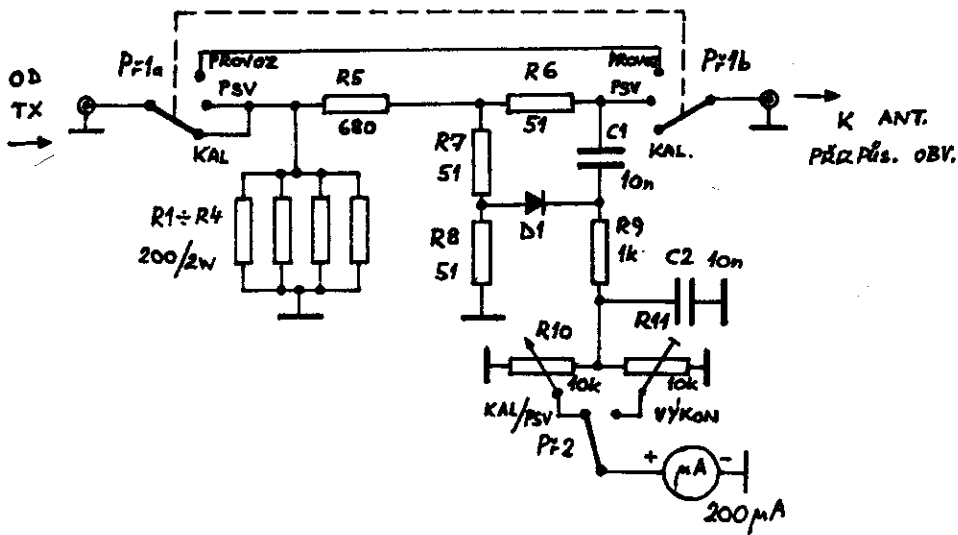 OD
TX
Př1a
PROVOZ
PSV
KAL
R5
680
R6
51
PROVOZ
PSV
KAL.
Př1b
K ANT.
PŘIZPŮS. OBV.
R7
51
C1
10n
R1÷R4
200/2W
R8
51
D1
R9
1k
C2 10n
R10
10k
R11
10k
KAL/PSV
VÝKON
Př2
+
µA
-
200µA